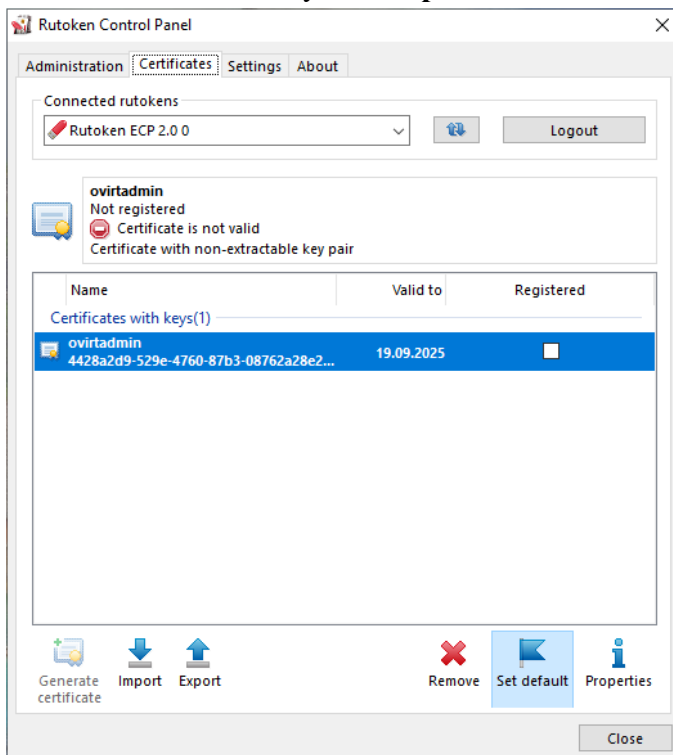 Rutoken Control Panel
Administration Certificates Settings About
Connected rutokens
Rutoken ECP 2.0 0
Logout
ovirtadmin
Not registered
Certificate is not valid
Certificate with non-extractable key pair
Name Valid to Registered
Certificates with keys(1)
ovirtadmin
4428a2d9-529e-4760-87b3-08762a28e2... 19.09.2025
Generate certificate
Import
Export
Remove
Set default
Properties
Close